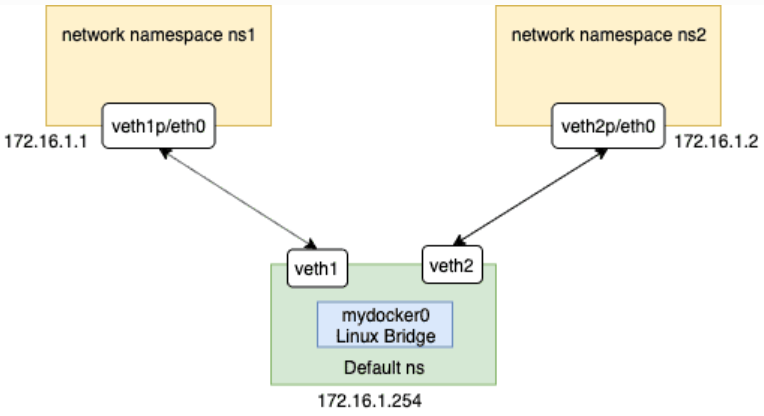 network namespace ns1
network namespace ns2
veth1p/eth0
veth2p/eth0
172.16.1.1
172.16.1.2
veth1
veth2
mydocker0
Linux Bridge
Default ns
172.16.1.254